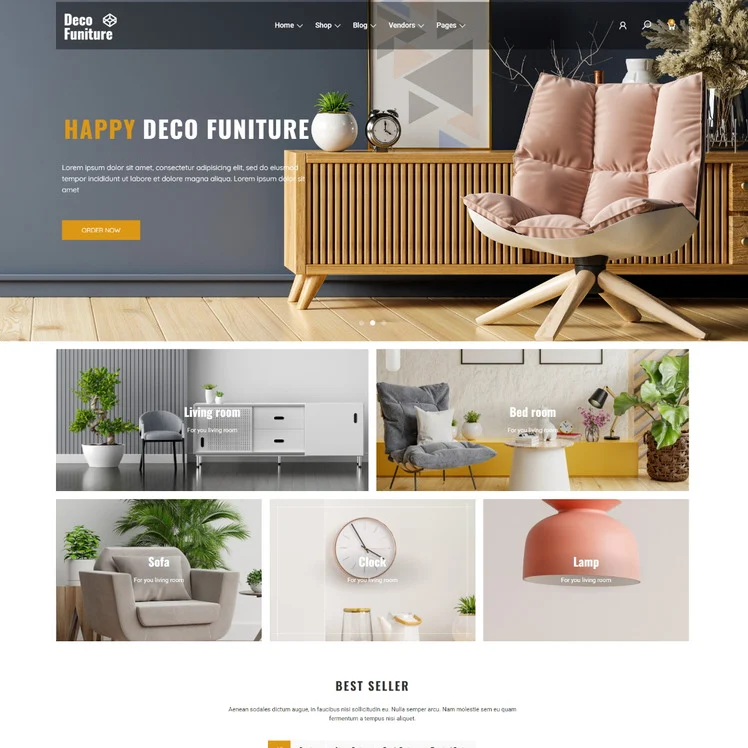 Deco
Funiture
Home
Shop
Blog
Vendors
Pages
HAPPY DECO FUNITURE
Lorem ipsum dolor sit amet, consectetur adipisicing elit, sed do eiusmod
tempor incididunt ut labore et dolore magna aliqua. Lorem ipsum dolor sit
amet
ORDER NOW
Living room
For you living room
Bed room
For you living room
Sofa
For you living room
Clock
For you living room
Lamp
For you living room
BEST SELLER
Aenean sodales dictum augue, in faucibus nisi sollicitudin eu. Nulla semper arcu. Nam molestie sem eu quam
fermentum a tempus nisi aliquet.